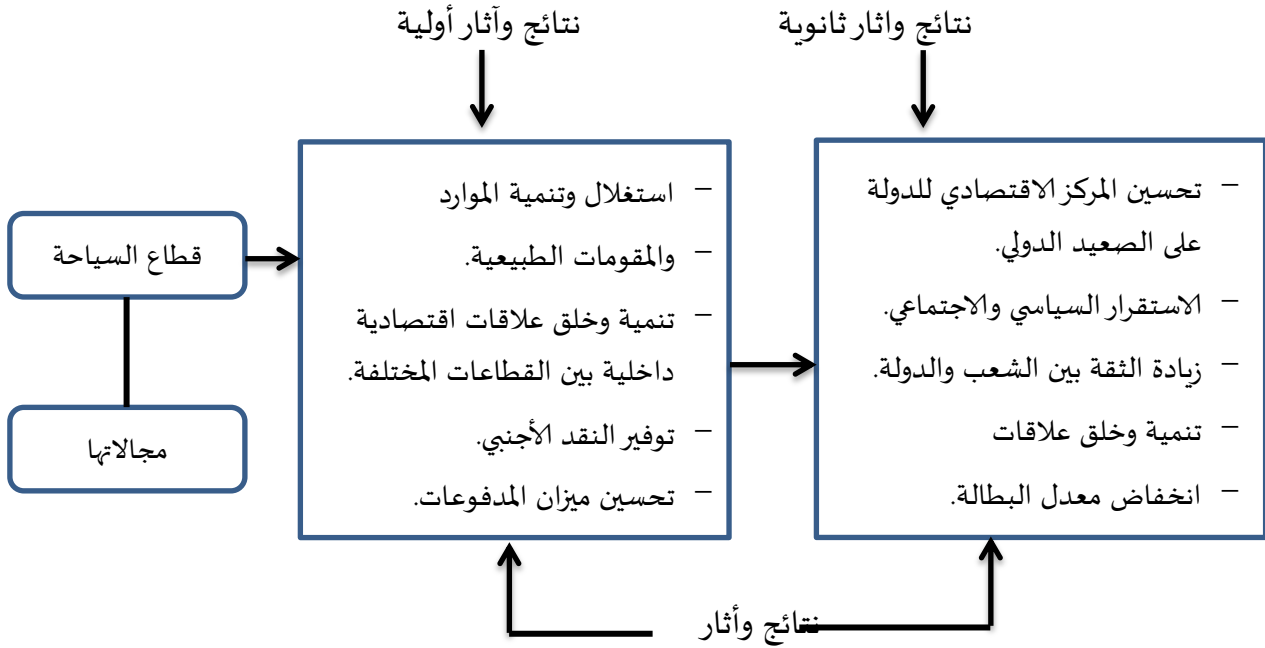 نتائج واثار ثانوية
نتائج وآثار أولية
– تحسين المركز الاقتصادي للدولة
على الصعيد الدولي.
– الاستقرار السياسي والاجتماعي.
– زيادة الثقة بين الشعب والدولة.
– تنمية وخلق علاقات
– انخفاض معدل البطالة.
– استغلال وتنمية الموارد
– والمقومات الطبيعية.
– تنمية وخلق علاقات اقتصادية
داخلية بين القطاعات المختلفة.
– توفير النقد الأجنبي.
– تحسين ميزان المدفوعات.
قطاع السياحة
مجالاتها
نتائج وأثار